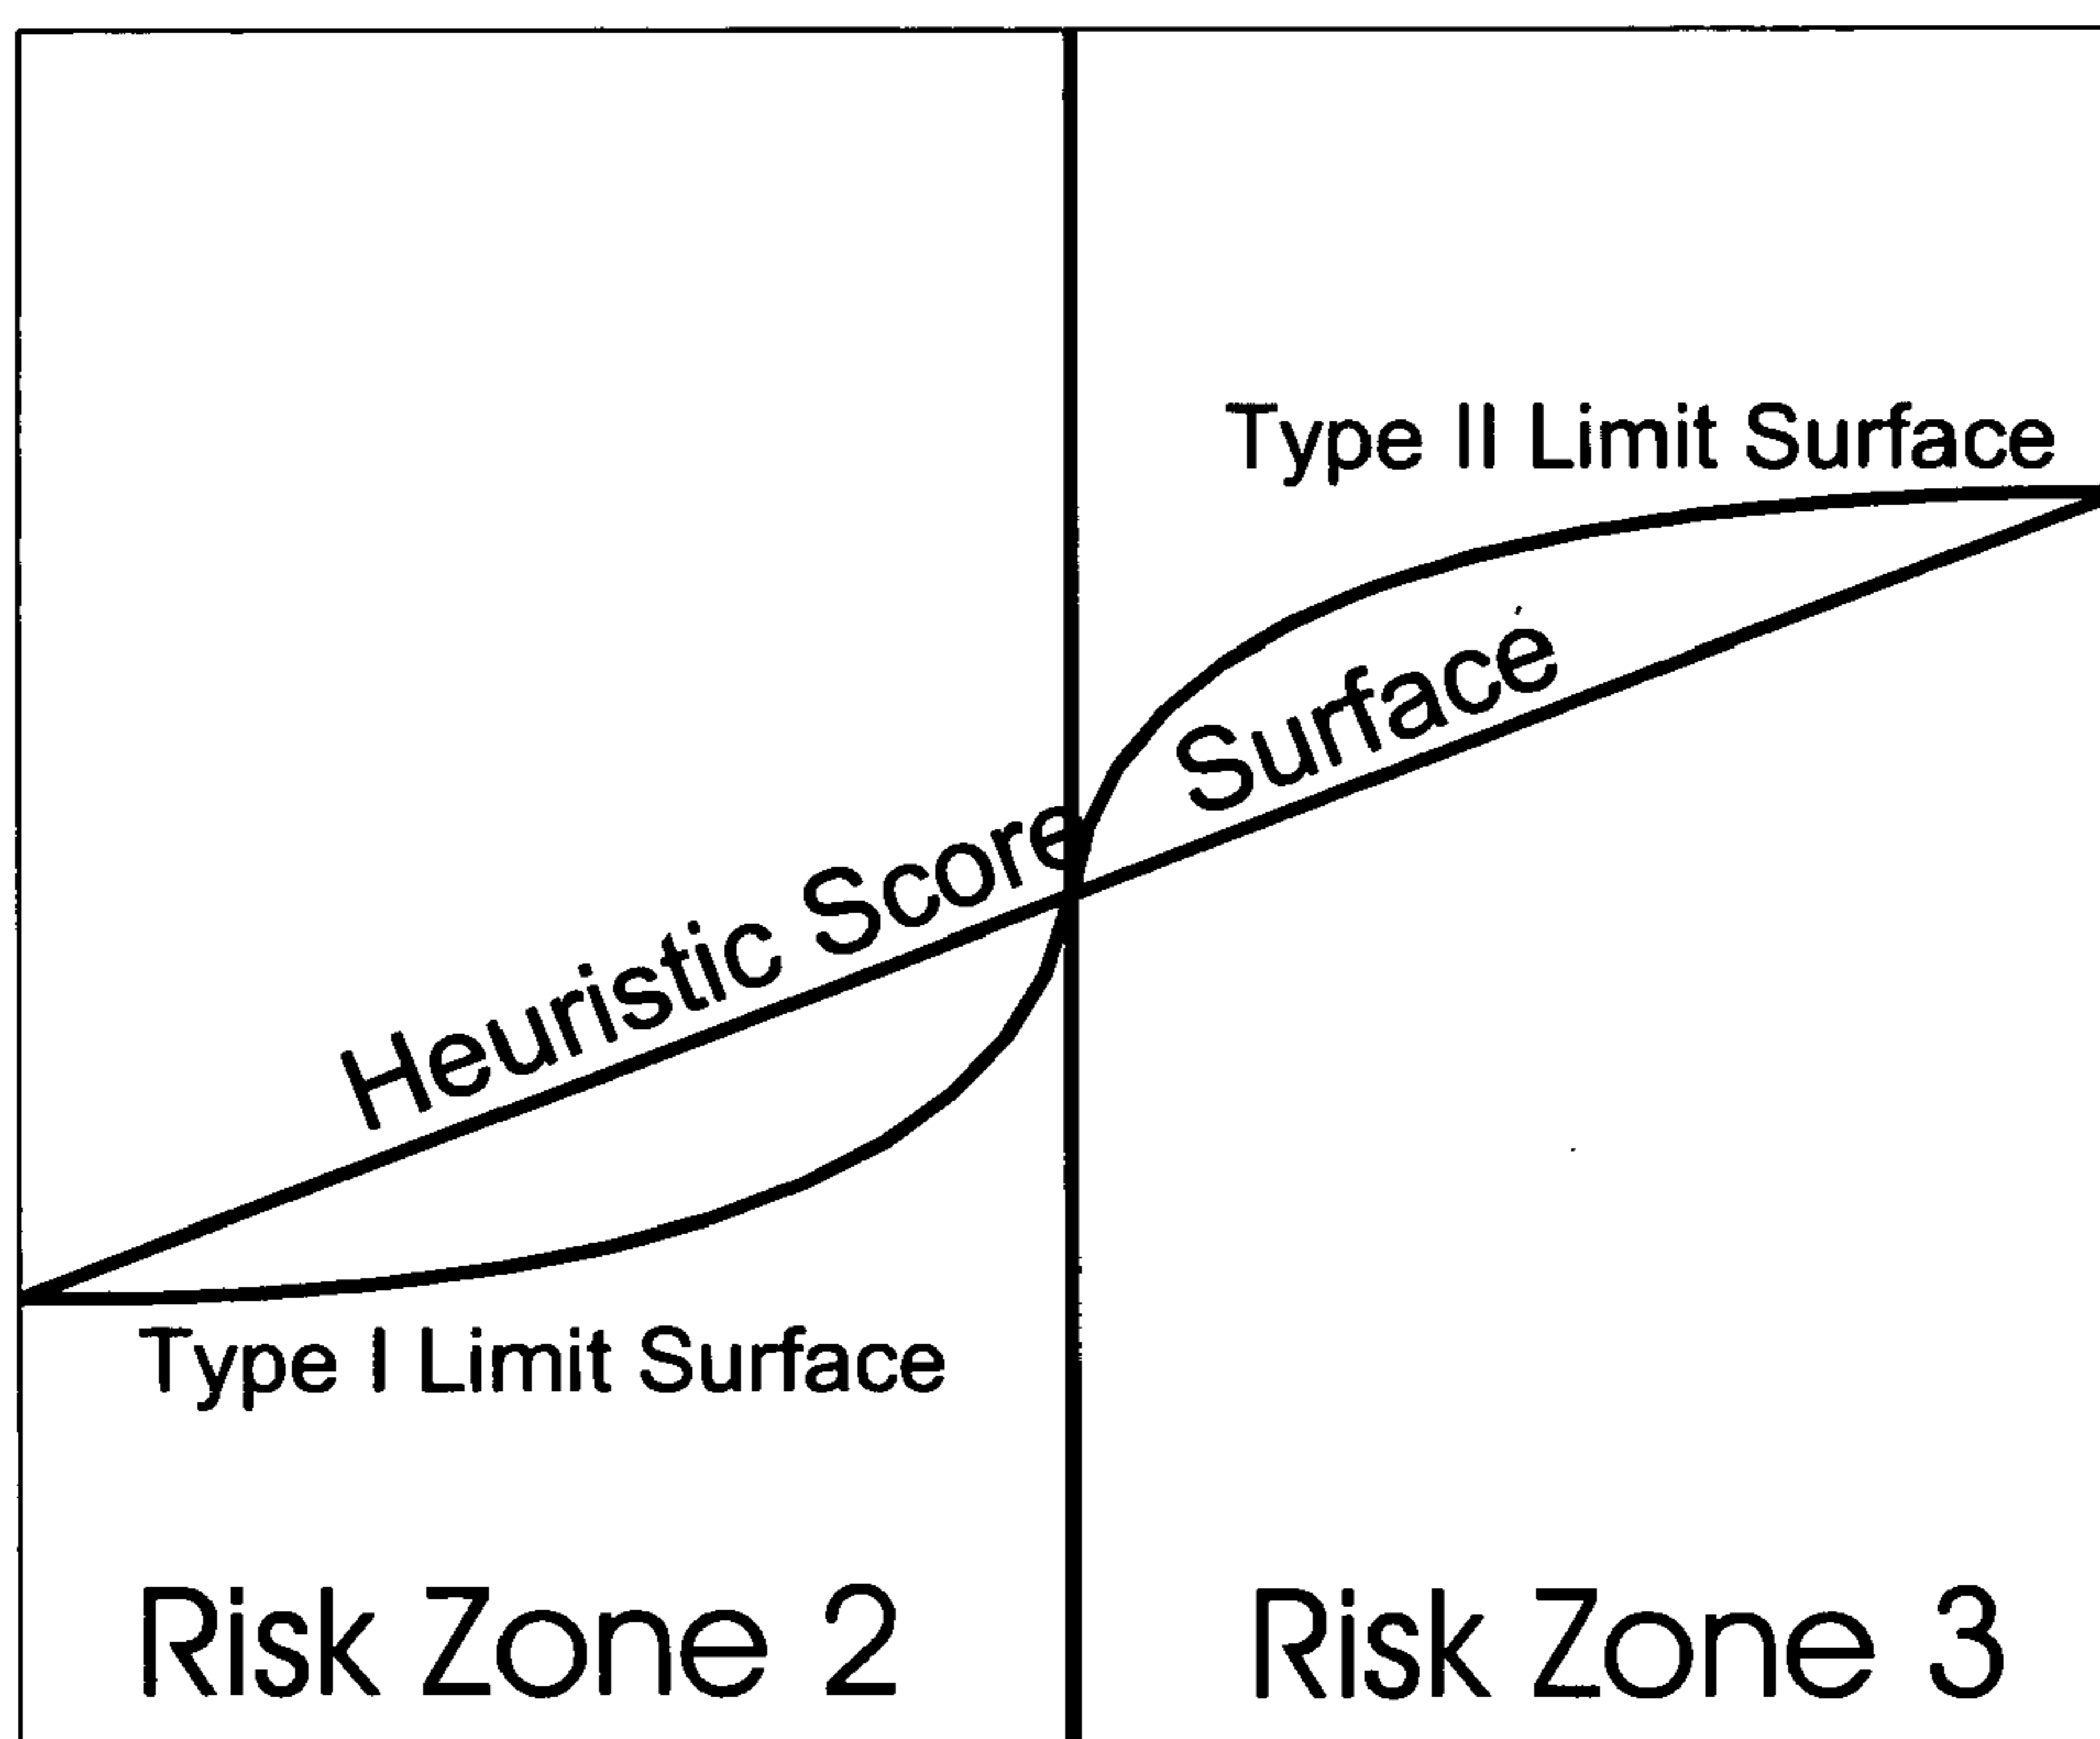 Type II Limit Surface
Heuristic Score Surface
Type I Limit Surface
Risk Zone 2
Risk Zone 3